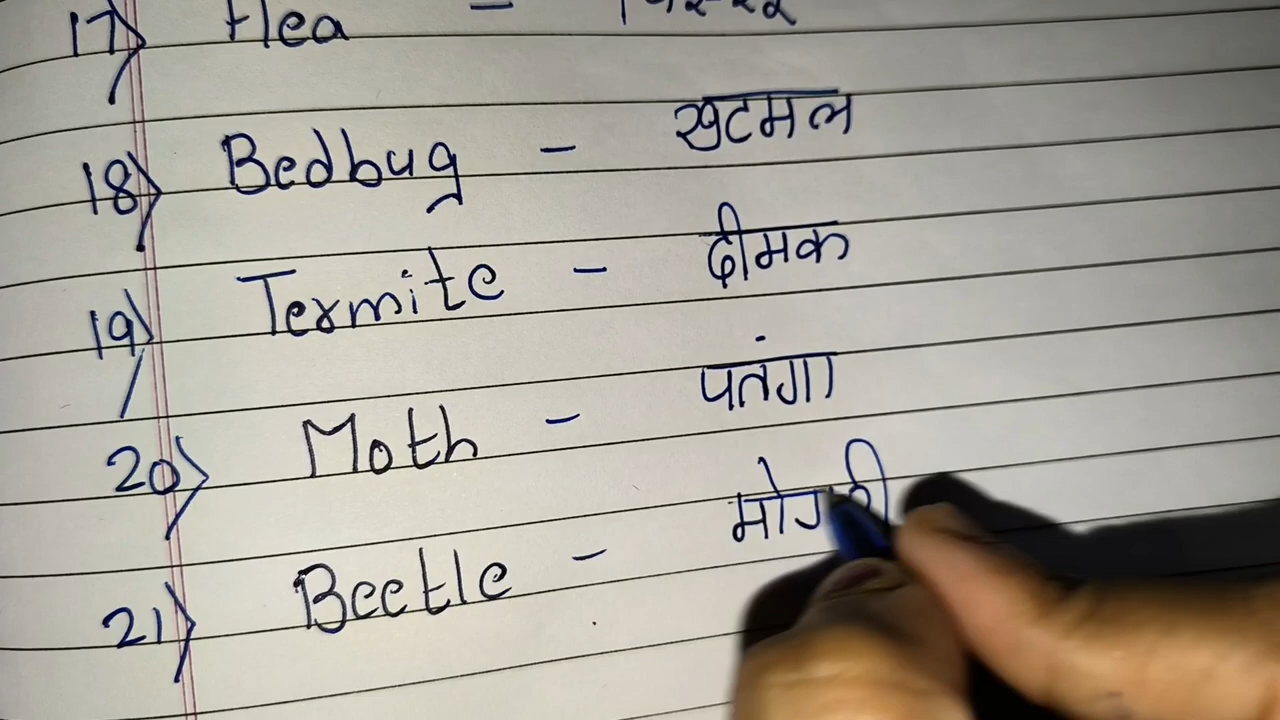 17) Flea -
18) Bedbug - खटमल
19) Termite - दीमक
20) Moth - पतंगा
21) Beetle -